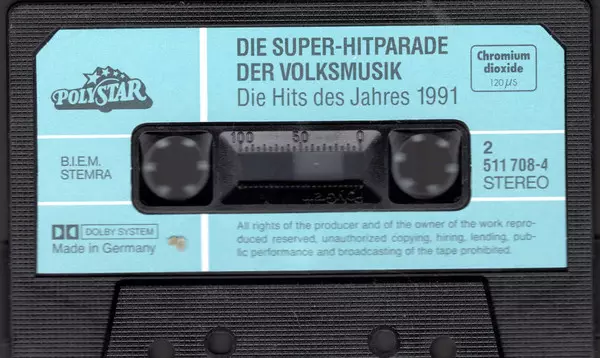 DIE SUPER-HITPARADE
DER VOLKSMUSIK
Die Hits des Jahres 1991
Chromium
dioxide
120 µs
POLYSTAR
B.I.E.M.
STEMRA
100 50 0
2
511 708-4
STEREO
DOLBY SYSTEM
Made in Germany
All rights of the producer and of the owner of the work repro-
duced reserved, unauthorized copying, hiring, lending, pub-
lic performance and broadcasting of the tape prohibited.